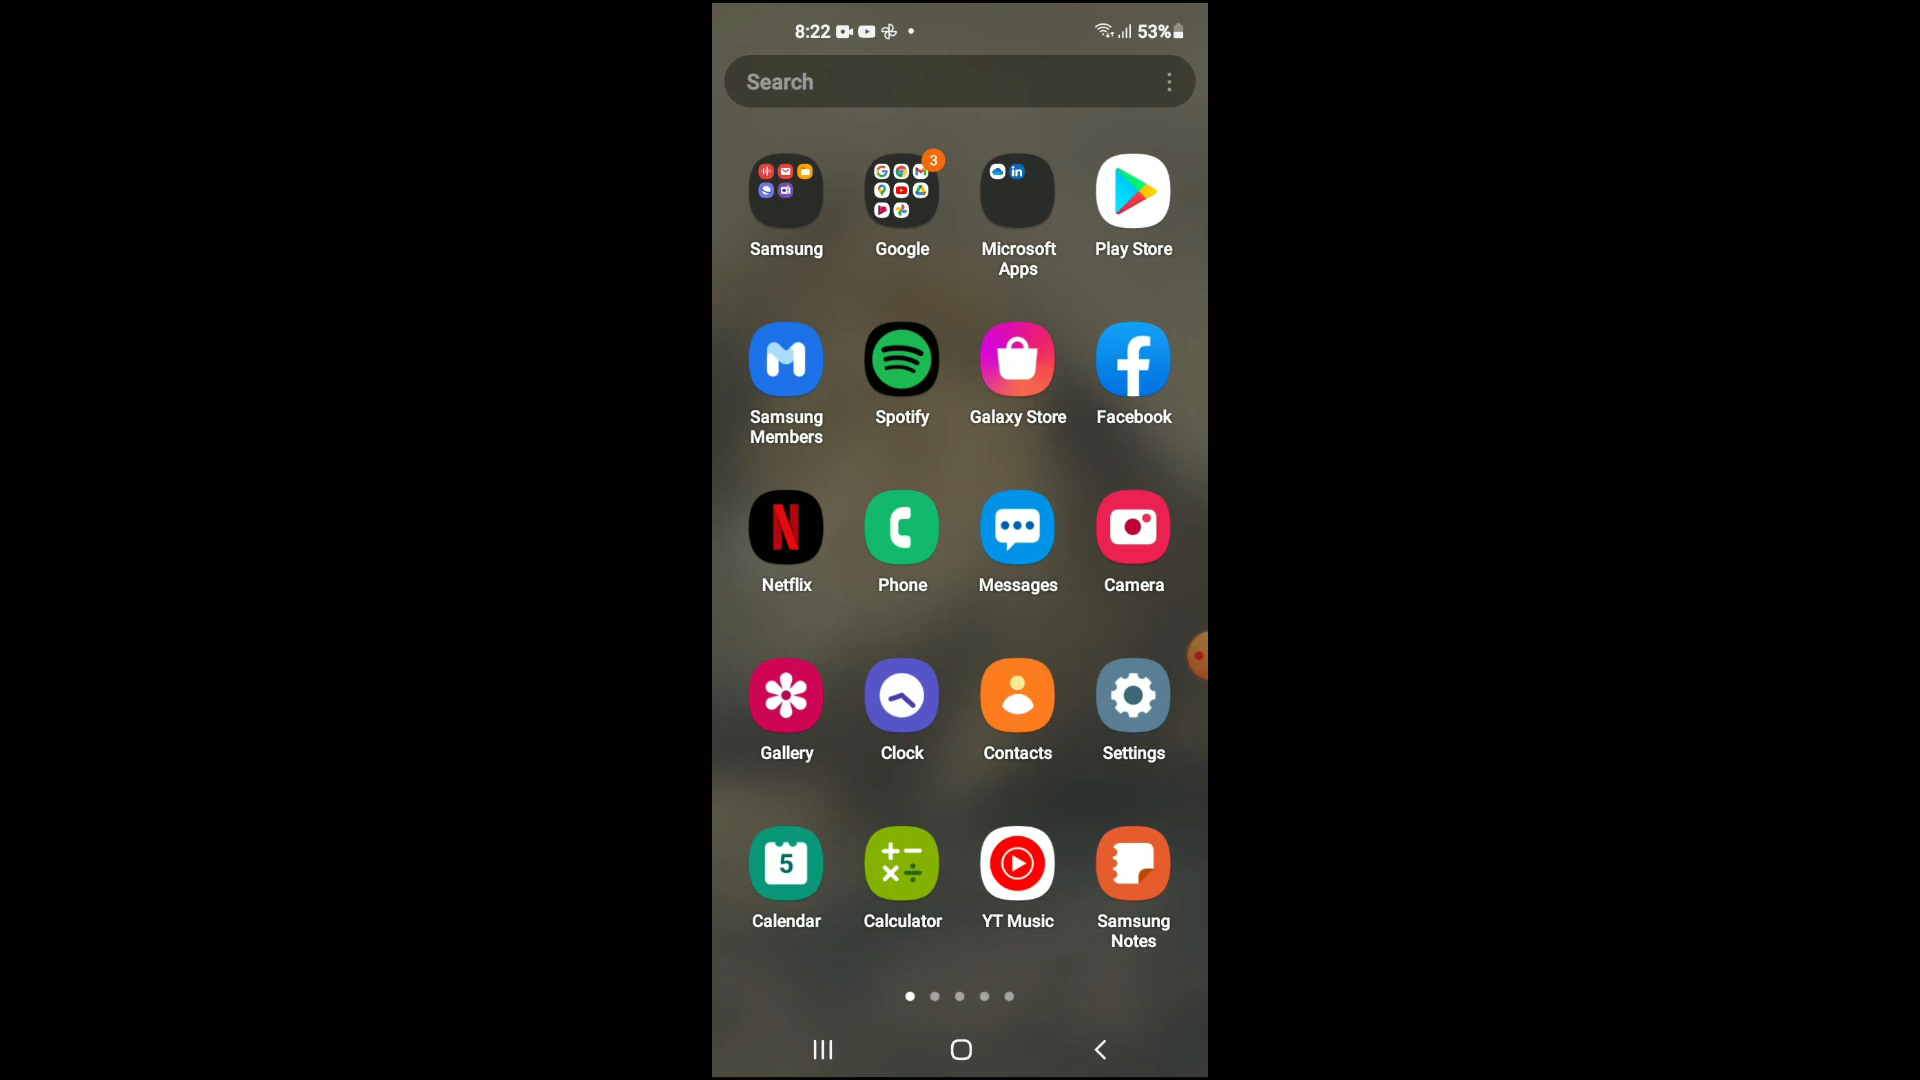 8:22 53%
Search
3
Samsung Google Microsoft Apps Play Store
Samsung Members Spotify Galaxy Store Facebook
Netflix Phone Messages Camera
Gallery Clock Contacts Settings
5
Calendar Calculator YT Music Samsung Notes